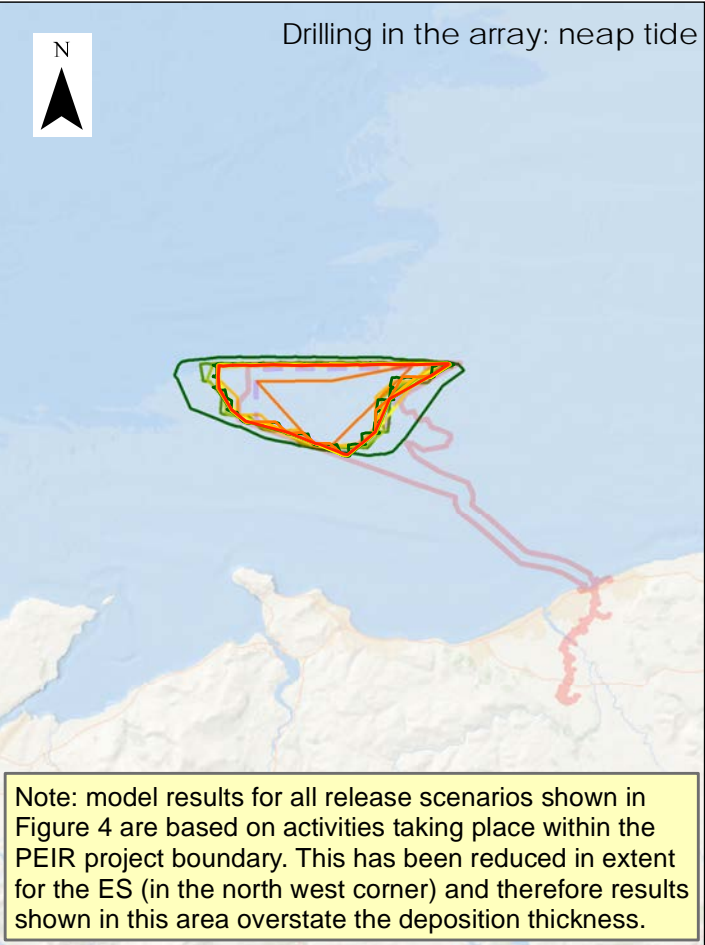 Drilling in the array: neap tide
N
Note: model results for all release scenarios shown in
Figure 4 are based on activities taking place within the
PEIR project boundary. This has been reduced in extent
for the ES (in the north west corner) and therefore results
shown in this area overstate the deposition thickness.